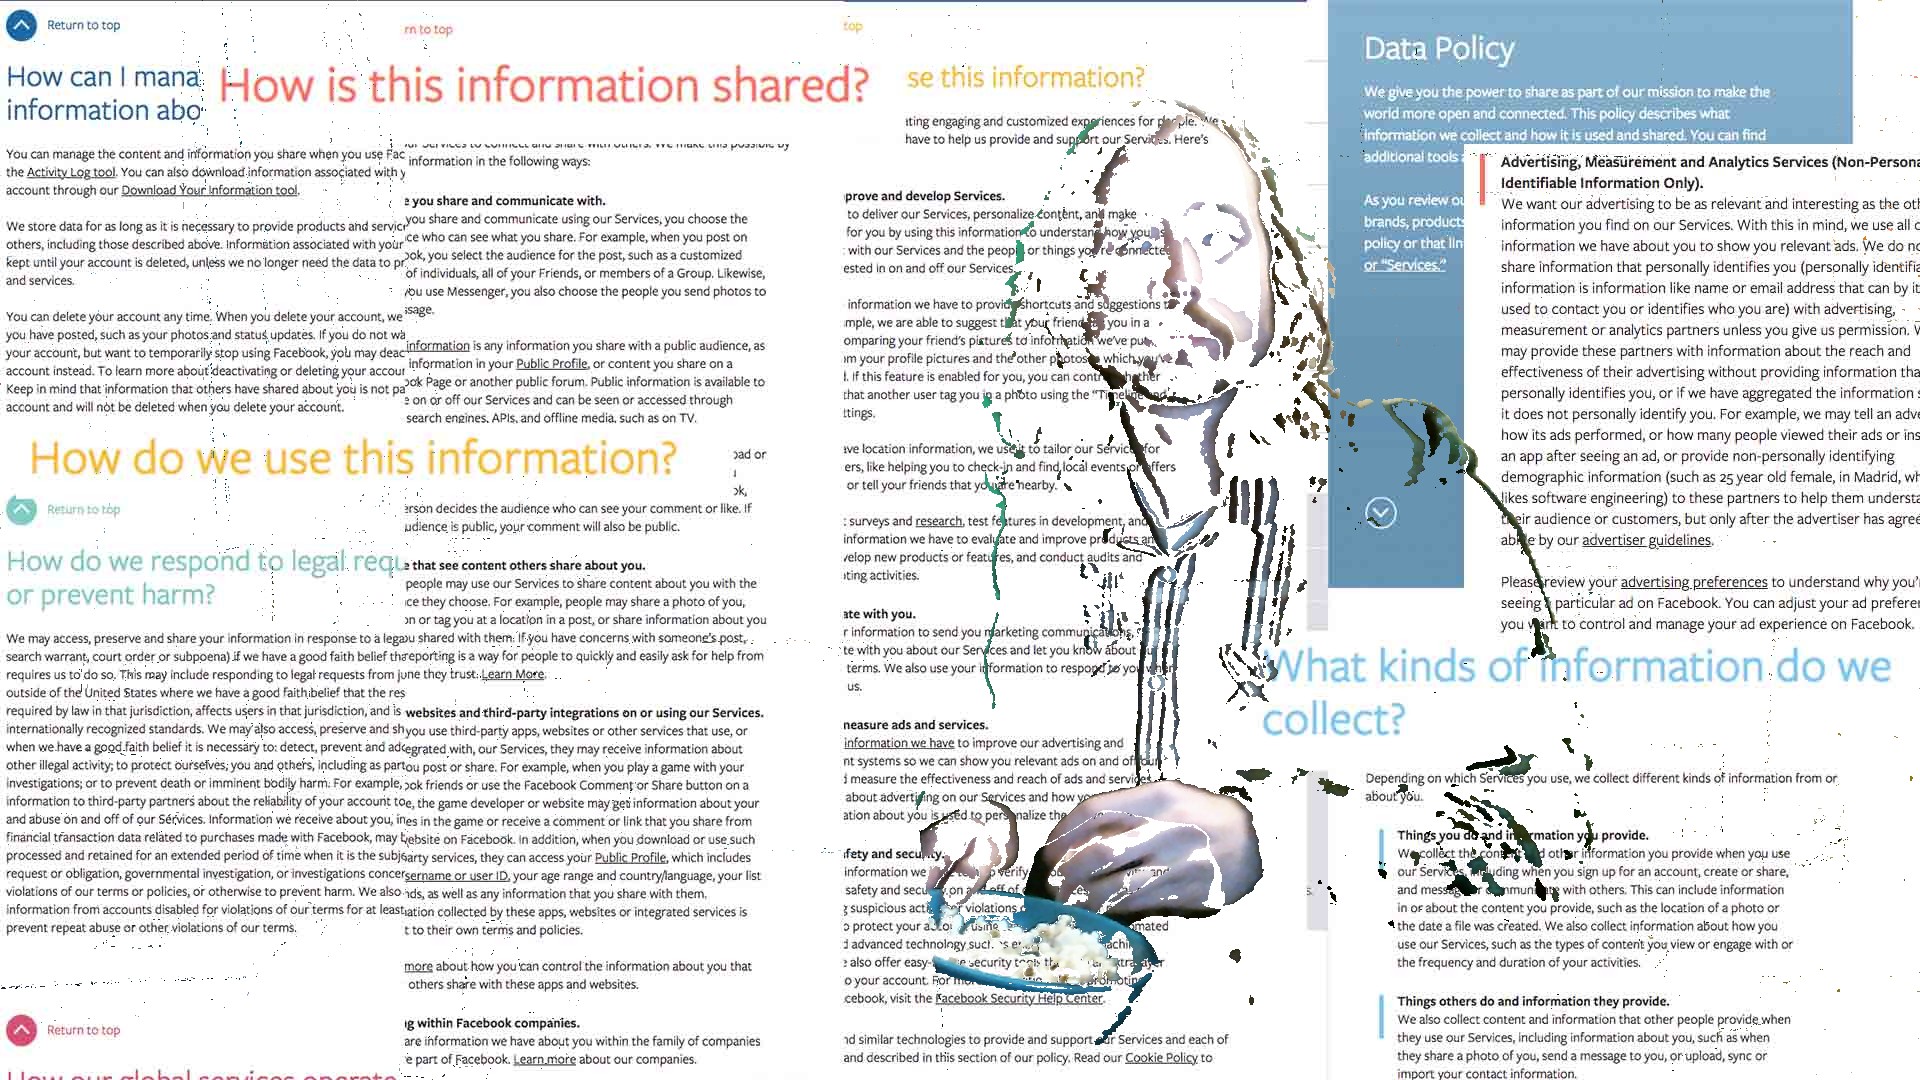 Return to top
How can I mana
information abo
You can manage the content and information you share when you use Fac
the Activity Log tool. You can also download information associated with y
account through our Download Your Information tool.
We store data for as long as it is necessary to provide products and service
others, including those described above. Information associated with your
kept until your account is deleted, unless we no longer need the data to pr
and services.
You can delete your account any time. When you delete your account, we
you have posted, such as your photos and status updates. If you do not wa
your account, but want to temporarily stop using Facebook, you may deac
account instead. To learn more about deactivating or deleting your accour
Keep in mind that information that others have shared about you is not pa
account and will not be deleted when you delete your account.
How do we use this information?
Return to top
How do we respond to legal requ
or prevent harm?
We may access, preserve and share your information in response to a lega
search warrant, court order or subpoena) if we have a good faith belief th
requires us to do so. This may include responding to legal requests from j
outside of the United States where we have a good faith belief that the res
required by law in that jurisdiction, affects users in that jurisdiction, and is
internationally recognized standards. We may also access, preserve and sh
when we have a good faith belief it is necessary to: detect, prevent and adc
other illegal activity; to protect ourselves, you and others, including as part
investigations; or to prevent death or imminent bodily harm. For example,
information to third-party partners about the reliability of your account to
and abuse on and off of our Services. Information we receive about you, in
financial transaction data related to purchases made with Facebook, may b
processed and retained for an extended period of time when it is the subj
request or obligation, governmental investigation, or investigations concer
violations of our terms or policies, or otherwise to prevent harm. We also
information from accounts disabled for violations of our terms for at least
prevent repeat abuse or other violations of our terms.
Return to top
How our global services operate
rn to top
How is this information shared?
information in the following ways:
e you share and communicate with.
you share and communicate using our Services, you choose the
ce who can see what you share. For example, when you post on
ok, you select the audience for the post, such as a customized
of individuals, all of your Friends, or members of a Group. Likewise,
ou use Messenger, you also choose the people you send photos to
ssage.
information is any information you share with a public audience, as
information in your Public Profile, or content you share on a
ook Page or another public forum. Public information is available to
e on or off our Services and can be seen or accessed through
search engines, APIs, and offline media, such as on TV.
oad or
ok,
erson decides the audience who can see your comment or like. If
udience is public, your comment will also be public.
e that see content others share about you.
people may use our Services to share content about you with the
ce they choose. For example, people may share a photo of you,
on or tag you at a location in a post, or share information about you
u shared with them. If you have concerns with someone's post,
reporting is a way for people to quickly and easily ask for help from
ne they trust. Learn More.
websites and third-party integrations on or using our Services.
you use third-party apps, websites or other services that use, or
egrated with, our Services, they may receive information about
ou post or share. For example, when you play a game with your
ook friends or use the Facebook Comment or Share button on a
e, the game developer or website may get information about your
es in the game or receive a comment or link that you share from
ebsite on Facebook. In addition, when you download or use such
arty services, they can access your Public Profile, which includes
sername or user ID, your age range and country/language, your list
nds, as well as any information that you share with them.
ation collected by these apps, websites or integrated services is
t to their own terms and policies.
more about how you can control the information about you that
others share with these apps and websites.
g within Facebook companies.
are information we have about you within the family of companies
e part of Facebook. Learn more about our companies.
top
se this information?
ting engaging and customized experiences for people. We
have to help us provide and support our Services. Here's
prove and develop Services.
to deliver our Services, personalize content, and make
for you by using this information to understand how you
with our Services and the people or things you're connected
ested in on and off our Services.
information we have to provide shortcuts and suggestions
mple, we are able to suggest that your friend tag you in a
omparing your friend's pictures to information we've put
m your profile pictures and the other photos in which you've
l. If this feature is enabled for you, you can control whether
that another user tag you in a photo using the "Timeline and
ttings.
ave location information, we use it to tailor our Services for
ers, like helping you to check-in and find local events or offers
or tell your friends that you are nearby.
t surveys and research, test features in development, and
information we have to evaluate and improve products and
velop new products or features, and conduct audits and
ting activities.
ate with you.
r information to send you marketing communications,
te with you about our Services and let you know about
terms. We also use your information to respond to you when
us.
measure ads and services.
information we have to improve our advertising and
nt systems so we can show you relevant ads on and off our
d measure the effectiveness and reach of ads and services
about advertising on our Services and how you
ation about you is used to personalize the
fety and security.
information we verify
safety and security on and off of
g suspicious violations
o protect your
d advanced technology such as
e also offer easy- security
o your account. For
cebook, visit the Facebook Security Help Center.
nd similar technologies to provide and support our Services and each of
and described in this section of our policy. Read our Cookie Policy to
Data Policy
We give you the power to share as part of our mission to make the
world more open and connected. This policy describes what
information we collect and how it is used and shared. You can find
additional tools a
As you review ou
brands, products
policy or that lin
or "Services."
Advertising, Measurement and Analytics Services (Non-Persona
Identifiable Information Only).
We want our advertising to be as relevant and interesting as the oth
information you find on our Services. With this in mind, we use all o
information we have about you to show you relevant ads. We do no
share information that personally identifies you (personally identifia
information is information like name or email address that can by it
used to contact you or identifies who you are) with advertising,
measurement or analytics partners unless you give us permission. W
may provide these partners with information about the reach and
effectiveness of their advertising without providing information tha
personally identifies you, or if we have aggregated the information s
it does not personally identify you. For example, we may tell an adve
how its ads performed, or how many people viewed their ads or ins
an app after seeing an ad, or provide non-personally identifying
demographic information (such as 25 year old female, in Madrid, wh
likes software engineering) to these partners to help them understa
their audience or customers, but only after the advertiser has agree
abide by our advertiser guidelines.
Please review your advertising preferences to understand why you'r
seeing a particular ad on Facebook. You can adjust your ad preferen
you want to control and manage your ad experience on Facebook.
What kinds of information do we
collect?
Depending on which Services you use, we collect different kinds of information from or
about you.
Things you do and information you provide.
We collect the content and other information you provide when you use
our Services, including when you sign up for an account, create or share,
and message or communicate with others. This can include information
in or about the content you provide, such as the location of a photo or
the date a file was created. We also collect information about how you
use our Services, such as the types of content you view or engage with or
the frequency and duration of your activities.
Things others do and information they provide.
We also collect content and information that other people provide when
they use our Services, including information about you, such as when
they share a photo of you, send a message to you, or upload, sync or
import your contact information.